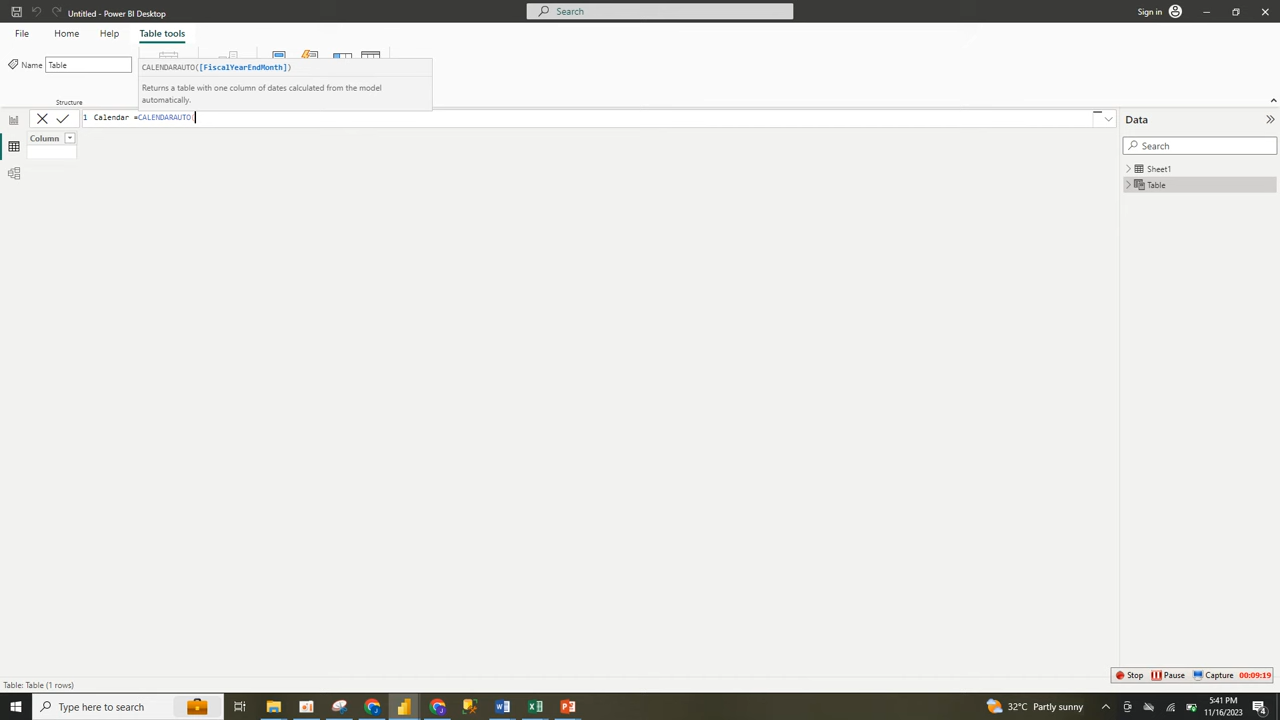 Untitled - Power BI Desktop
Search
Sign in
File
Home
Help
Table tools
Name
Table
CALENDARAUTO([FiscalYearEndMonth])
Returns a table with one column of dates calculated from the model
automatically.
Structure
1 Calendar =CALENDARAUTO(
Column
Data
Search
Sheet1
Table
Table: Table (1 rows)
Stop
Pause
Capture
00:09:19
Type here to search
32°C Partly sunny
5:41 PM
11/16/2023